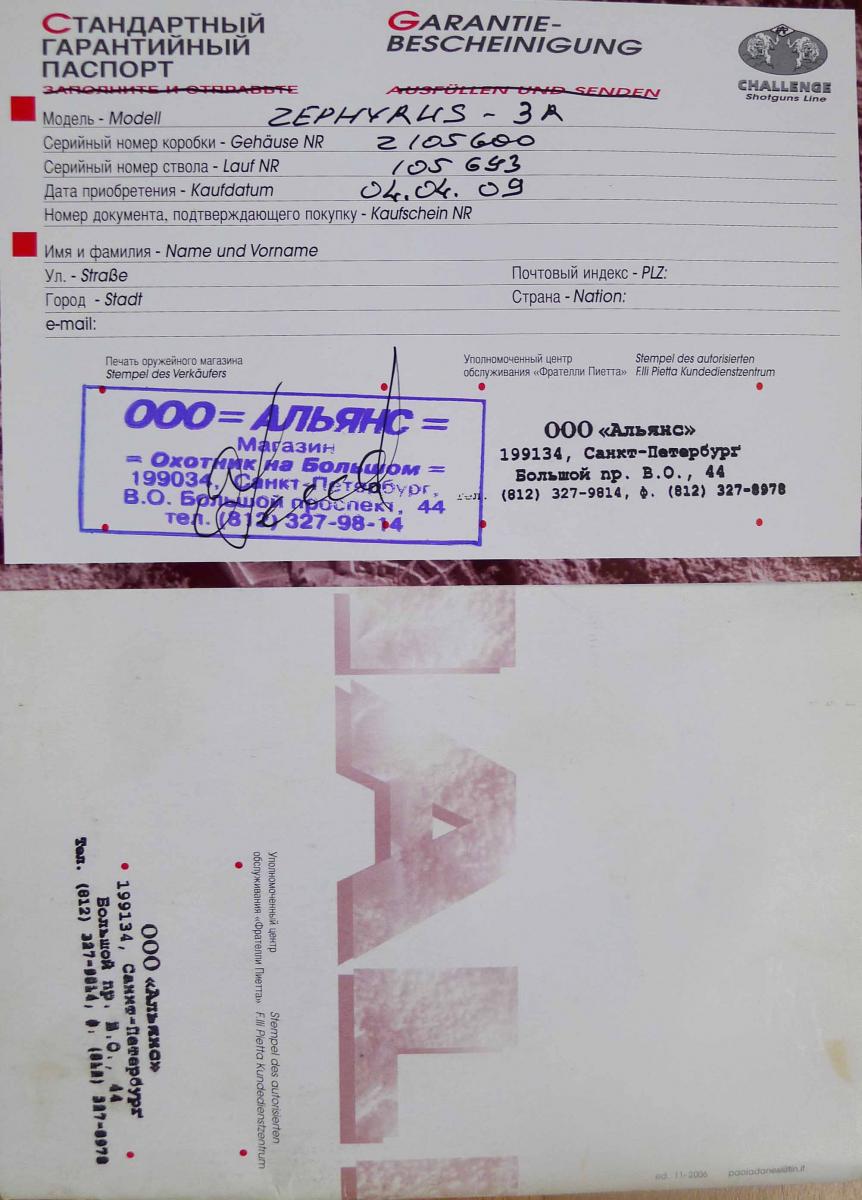 СТАНДАРТНЫЙ
ГАРАНТИЙНЫЙ
ПАСПОРТ
ЗАПОЛНИТЕ И ОТПРАВЬТЕ
GARANTIE-
BESCHEINIGUNG
AUSFÜLLEN UND SENDEN
CHALLENGE
Shotguns Line
Модель - Modell ZEPHYRUS - 3A
Серийный номер коробки - Gehäuse NR 2105600
Серийный номер ствола - Lauf NR 105693
Дата приобретения - Kaufdatum 04.04.09
Номер документа, подтверждающего покупку - Kaufschein NR
Имя и фамилия - Name und Vorname
Ул. - Straße Почтовый индекс - PLZ:
Город - Stadt Страна - Nation:
e-mail:
Печать оружейного магазина
Stempel des Verkäufers
Уполномоченный центр
обслуживания «Фрателли Пиетта»
Stempel des autorisierten
F.lli Pietta Kundedienstzentrum
ООО = АЛЬЯНС =
Магазин
= Охотник на Большом =
199034, Санкт-Петербург,
В.О. Большой проспект, 44
тел. (812) 327-98-14
ООО «Альянс»
199134, Санкт-Петербург
Большой пр. В.О., 44
тел. (812) 327-9814, ф. (812) 327-8978
AL
Уполномоченный центр
обслуживания «Фрателли Пиетта»
Stempel des autorisierten
F.lli Pietta Kundedienstzentrum
ООО «Альянс»
199134, Санкт-Петербург
Большой пр. В.О., 44
Тел. (812) 327-9814, ф. (812) 327-8978
ed.. 11-2006 paoladanesi@tin.it